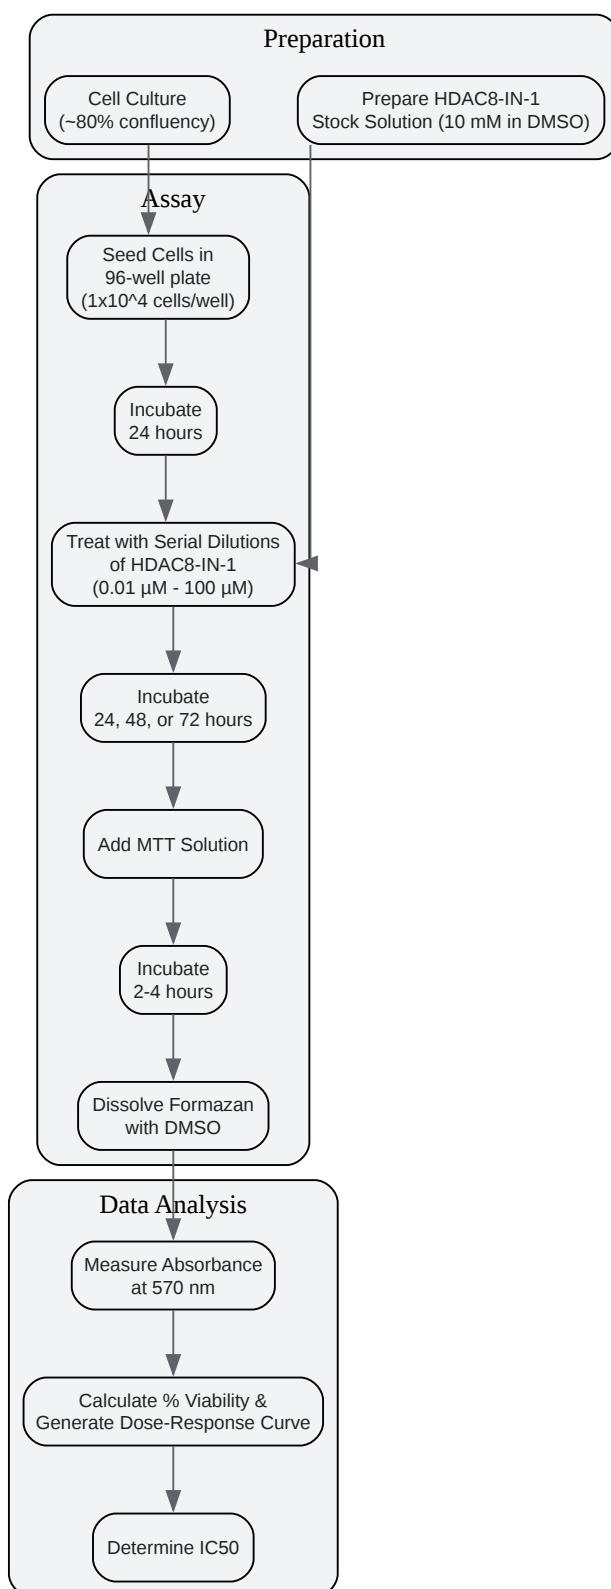 Preparation
Cell Culture
(~80% confluency)
Prepare HDAC8-IN-1
Stock Solution (10 mM in DMSO)
Assay
Seed Cells in
96-well plate
(1x10^4 cells/well)
Incubate
24 hours
Treat with Serial Dilutions
of HDAC8-IN-1
(0.01 µM - 100 µM)
Incubate
24, 48, or 72 hours
Add MTT Solution
Incubate
2-4 hours
Dissolve Formazan
with DMSO
Data Analysis
Measure Absorbance
at 570 nm
Calculate % Viability &
Generate Dose-Response Curve
Determine IC50